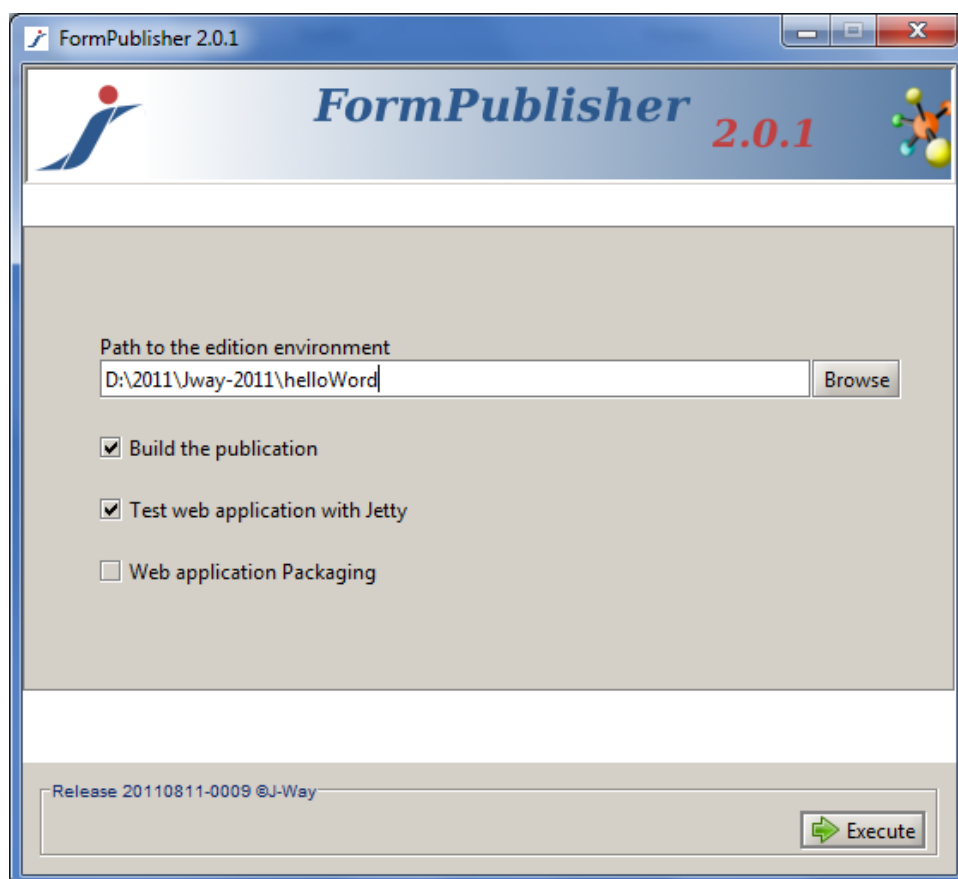 FormPublisher 2.0.1
FormPublisher 2.0.1
Path to the edition environment
D:\2011\Jway-2011\helloWord
Browse
Build the publication
Test web application with Jetty
Web application Packaging
Release 20110811-0009 ©J-Way
Execute